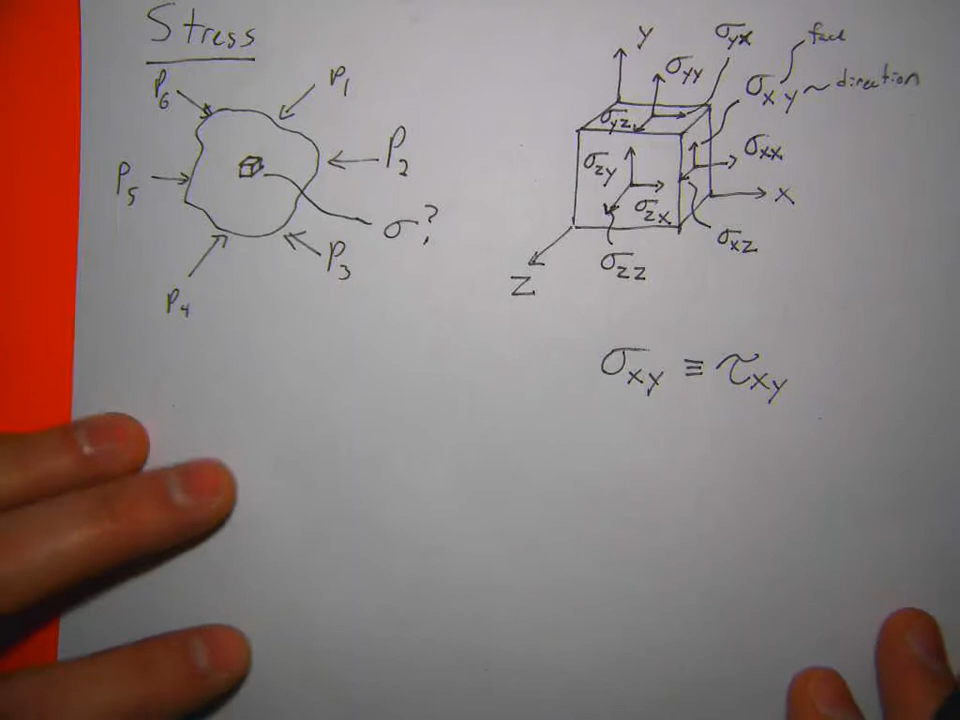 Stress
P6
P1
P2
P5
σ?
P3
P4
Y
σyx
face
σyy
σxy ~ direction
σyz
σxx
σzy
X
σzx
σxz
σzz
Z
σxy ≡ τxy